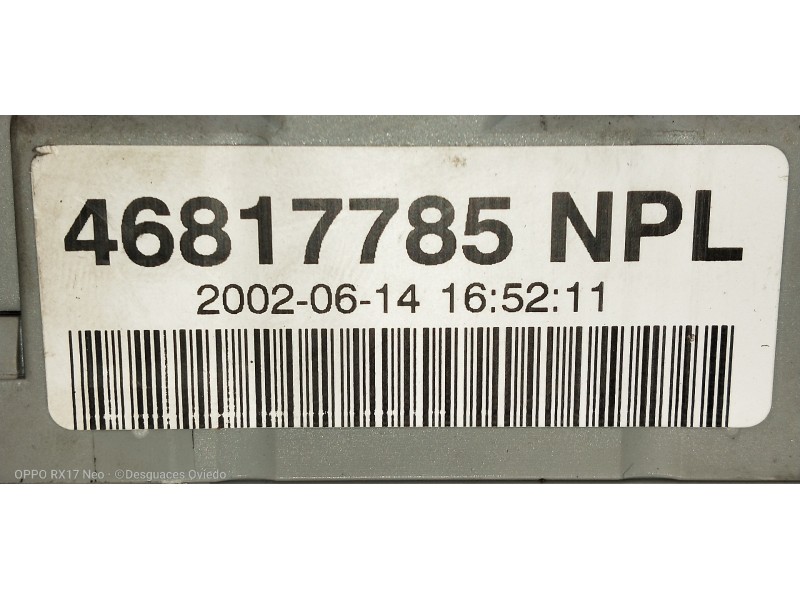 46817785 NPL
2002-06-14 16:52:11
OPPO RX17 Neo - ©Desguaces Oviedo